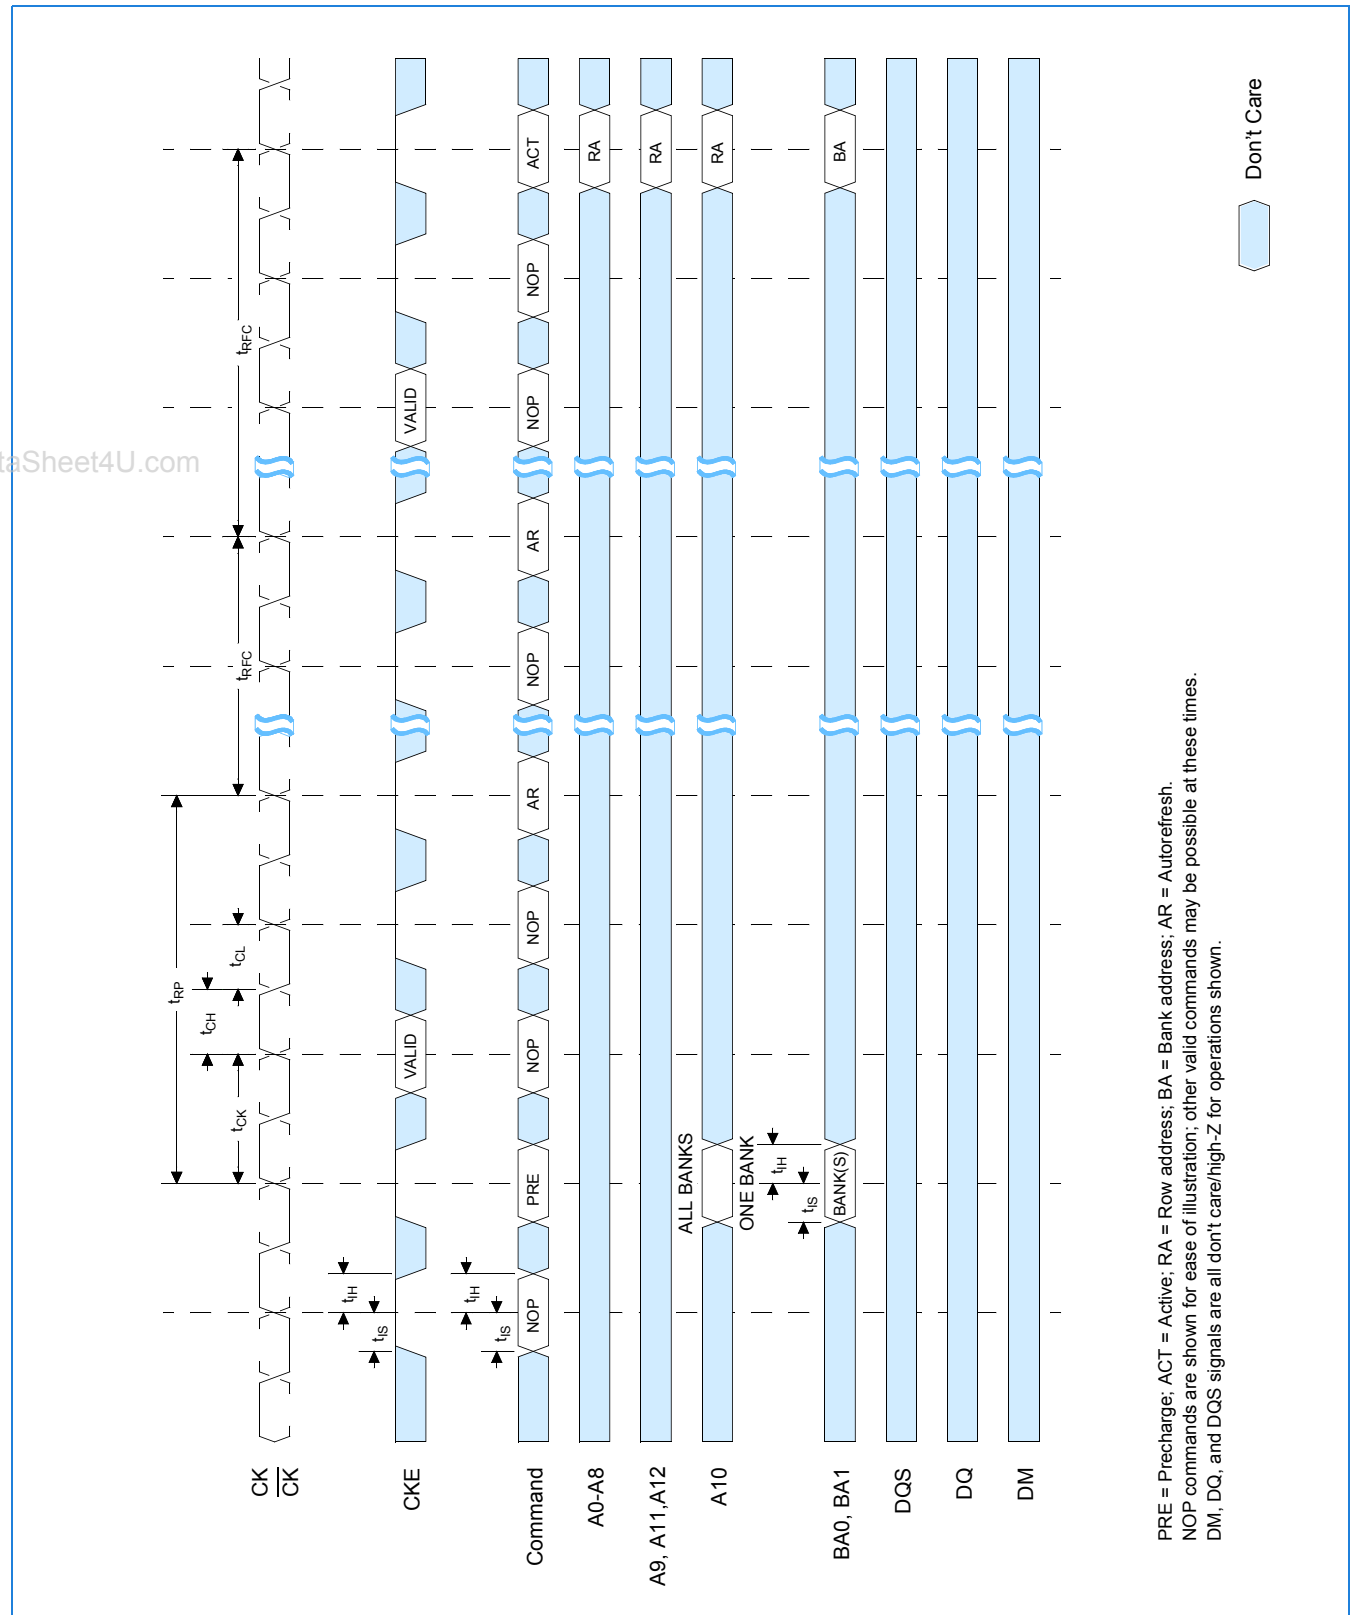 CK
CK
tCK
tCH
tCL
tRP
tRFC
tRFC
CKE
tIS
tIH
VALID
VALID
Command
tIS
tIH
NOP
PRE
NOP
NOP
AR
NOP
AR
NOP
NOP
ACT
A0-A8
RA
A9, A11,A12
RA
A10
ALL BANKS
ONE BANK
RA
BA0, BA1
tIS
tIH
BANK(S)
BA
DQS
DQ
DM
PRE = Precharge; ACT = Active; RA = Row address; BA = Bank address; AR = Autorefresh.
NOP commands are shown for ease of illustration; other valid commands may be possible at these times.
DM, DQ, and DQS signals are all don't care/high-Z for operations shown.
Don't Care
taSheet4U.com